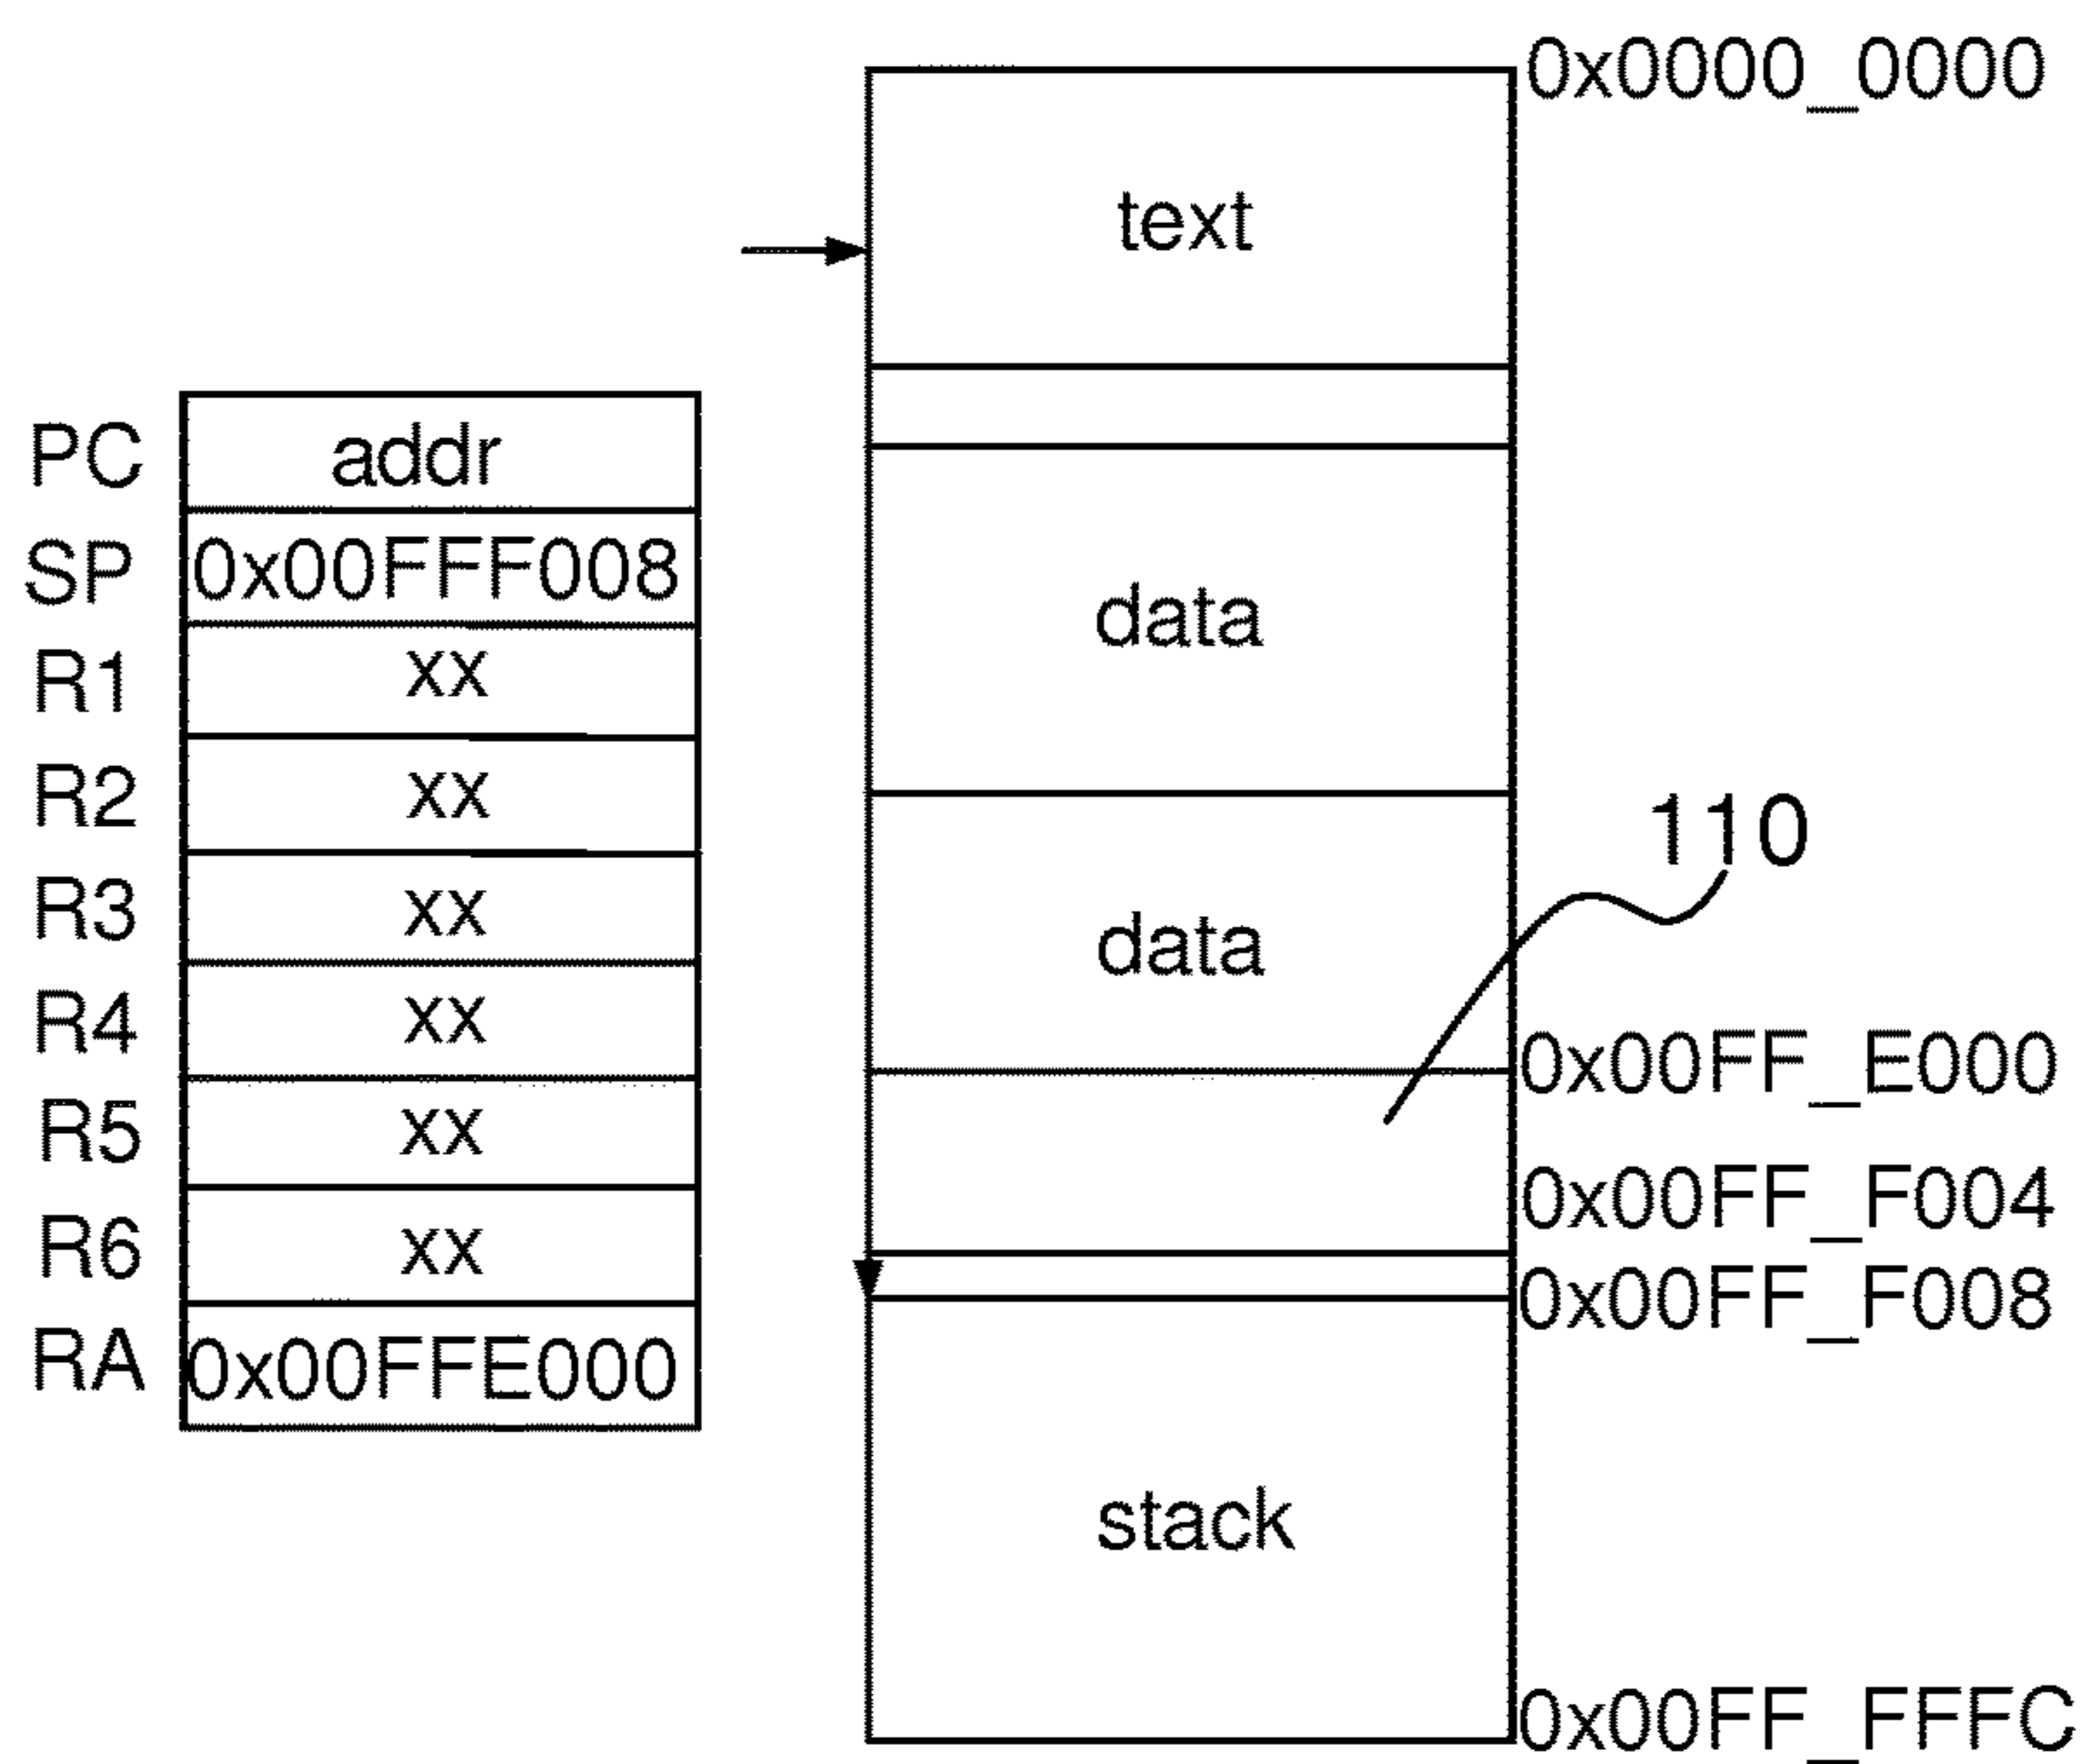 PC addr
SP 0x00FFF008
R1 xx
R2 xx
R3 xx
R4 xx
R5 xx
R6 xx
RA 0x00FFE000
0x0000_0000
text
data
110
data
0x00FF_E000
0x00FF_F004
0x00FF_F008
stack
0x00FF_FFFC